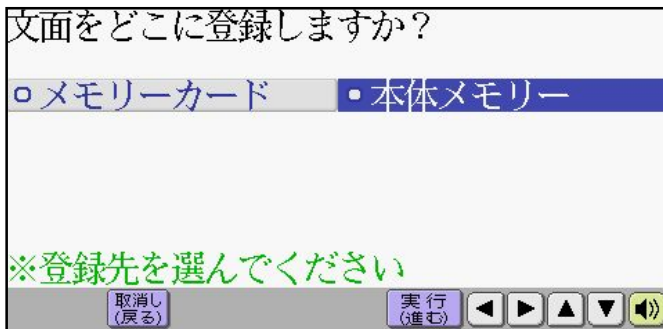 文面をどこに登録しますか？
メモリーカード 本体メモリー
※登録先を選んでください
取消し 実行
(戻る) (進む)